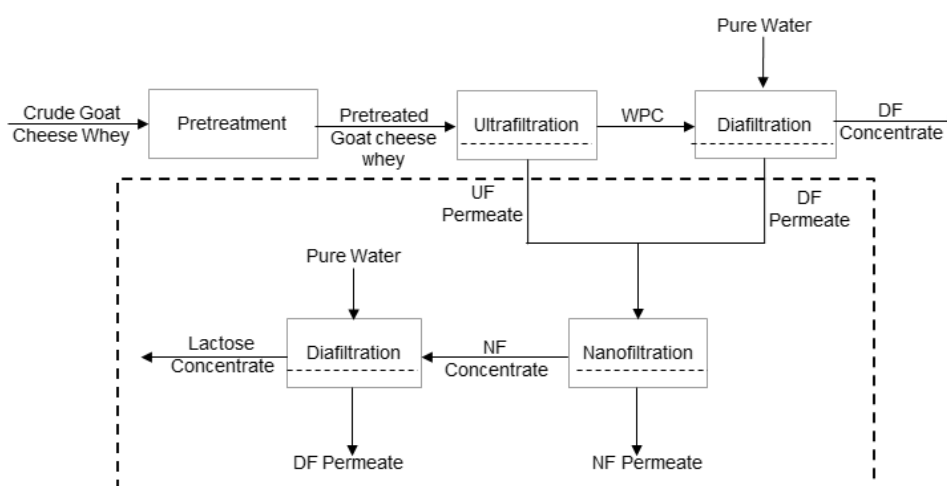 Pure Water
Crude Goat
Cheese Whey
Pretreatment
Pretreated
Goat cheese
whey
Ultrafiltration
WPC
Diafiltration
DF
Concentrate
UF
Permeate
DF
Permeate
Pure Water
Lactose
Concentrate
Diafiltration
NF
Concentrate
Nanofiltration
DF Permeate
NF Permeate